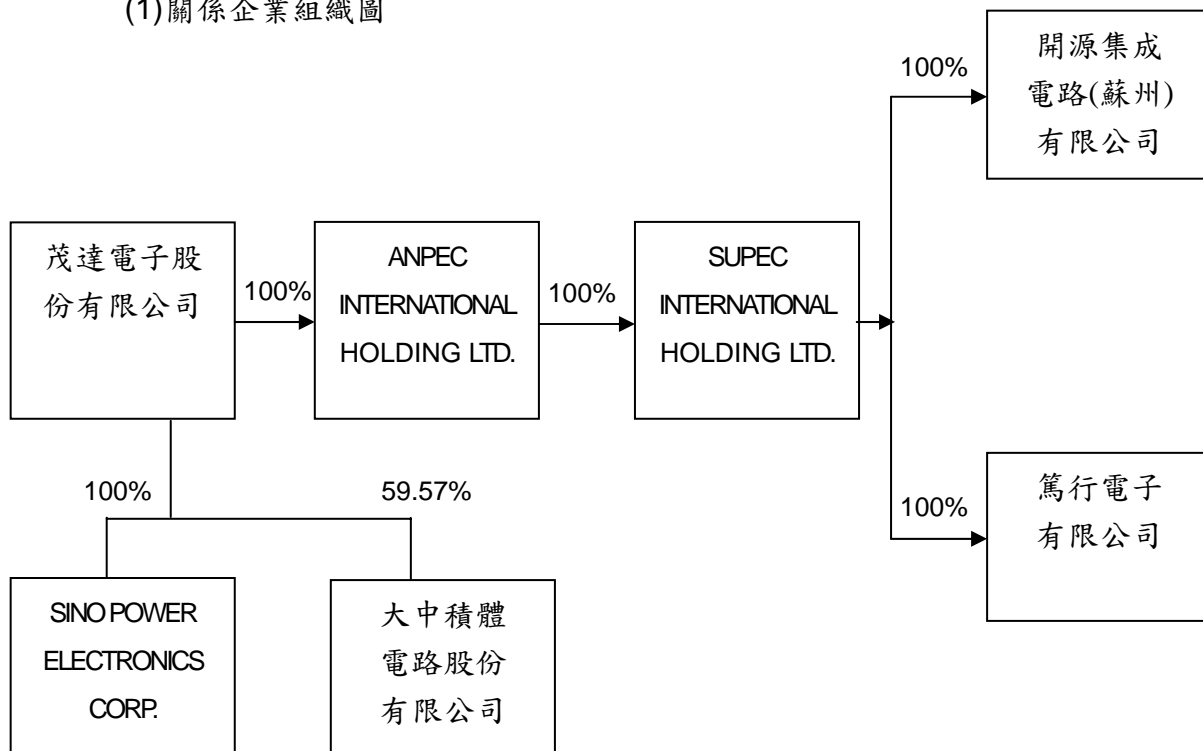 (1)關係企業組織圖
開源集成
電路(蘇州)
有限公司
100%
茂達電子股
份有限公司
100%
ANPEC
INTERNATIONAL
HOLDING LTD.
100%
SUPEC
INTERNATIONAL
HOLDING LTD.
100%
篤行電子
有限公司
100%
59.57%
SINO POWER
ELECTRONICS
CORP.
大中積體
電路股份
有限公司